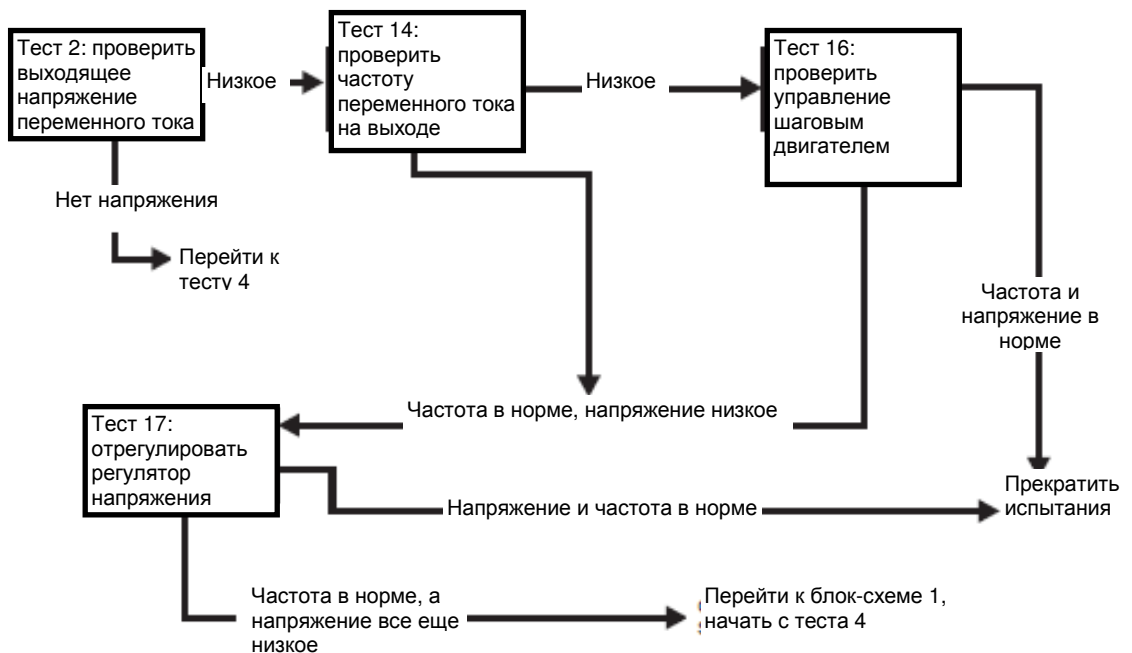 Тест 2: проверить
выходящее
напряжение
переменного тока
Низкое
Тест 14:
проверить
частоту
переменного тока
на выходе
Низкое
Тест 16:
проверить
управление
шаговым
двигателем
Нет напряжения
Перейти к
тесту 4
Частота и
напряжение в
норме
Частота в норме, напряжение низкое
Тест 17:
отрегулировать
регулятор
напряжения
Напряжение и частота в норме
Прекратить
испытания
Частота в норме, а
напряжение все еще
низкое
Перейти к блок-схеме 1,
начать с теста 4